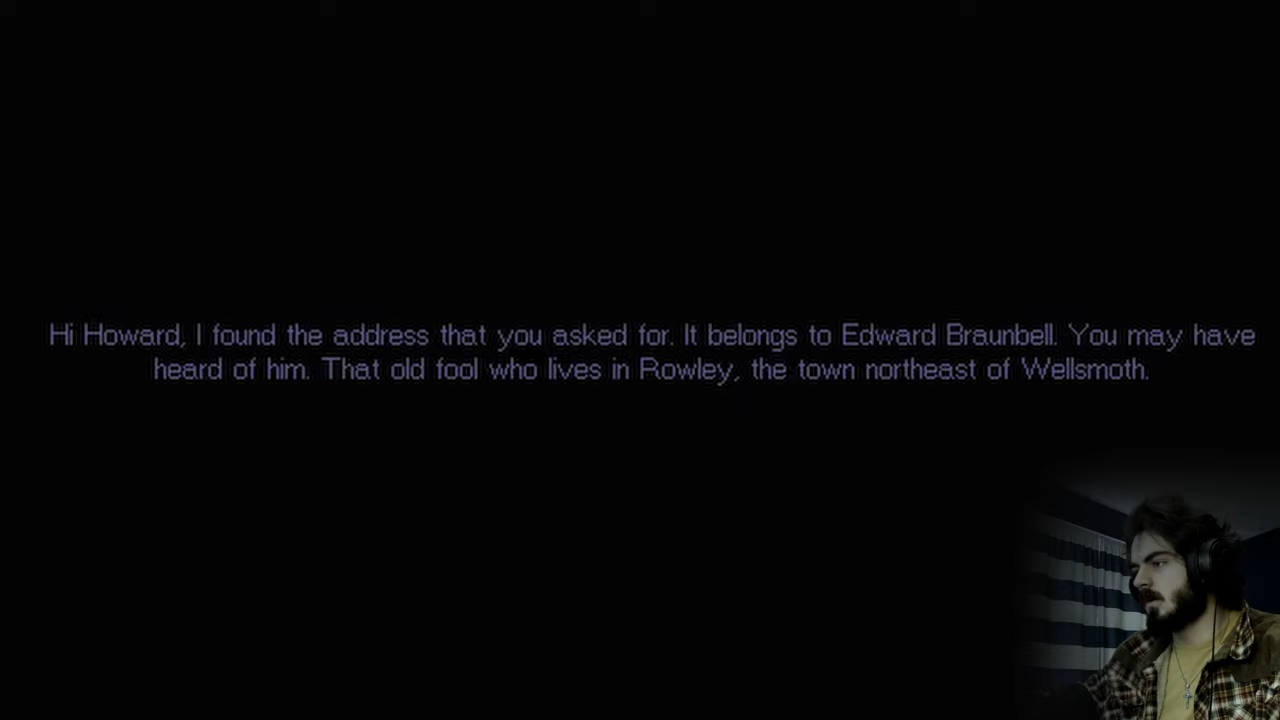 Hi Howard, I found the address that you asked for. It belongs to Edward Braunbell. You may have
heard of him. That old fool who lives in Rowley, the town northeast of Wellsmoth.